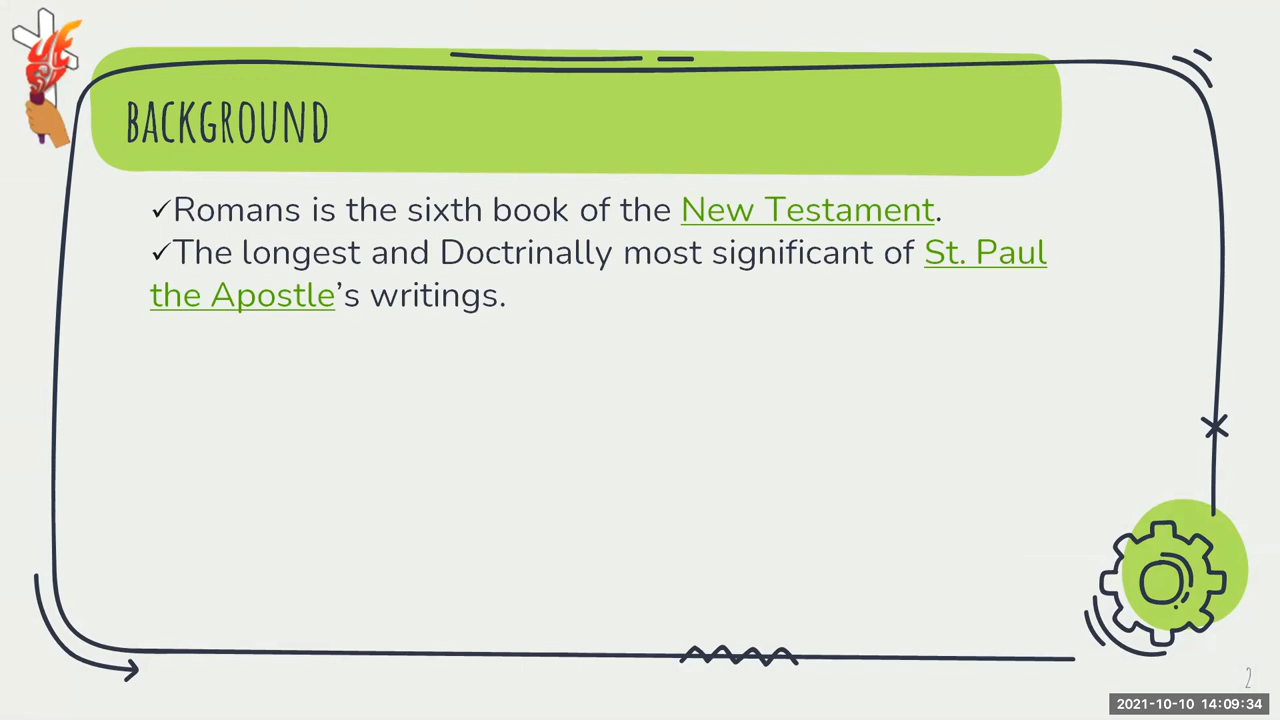 BACKGROUND
✓Romans is the sixth book of the New Testament.
✓The longest and Doctrinally most significant of St. Paul
the Apostle’s writings.
2
2021-10-10 14:09:34